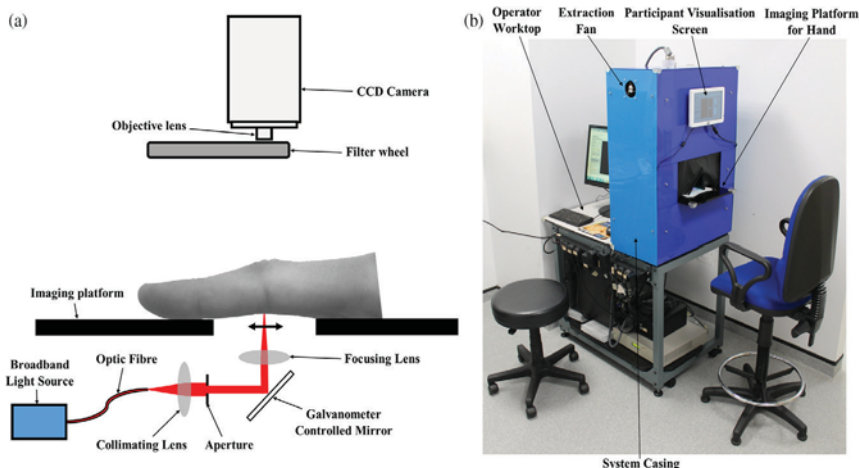 (a)
CCD Camera
Objective lens
Filter wheel
Imaging platform
Broadband
Light Source
Optic Fibre
Focusing Lens
Collimating Lens
Aperture
Galvanometer
Controlled Mirror
(b)
Operator
Worktop
Extraction
Fan
Participant Visualisation
Screen
Imaging Platform
for Hand
System Casing